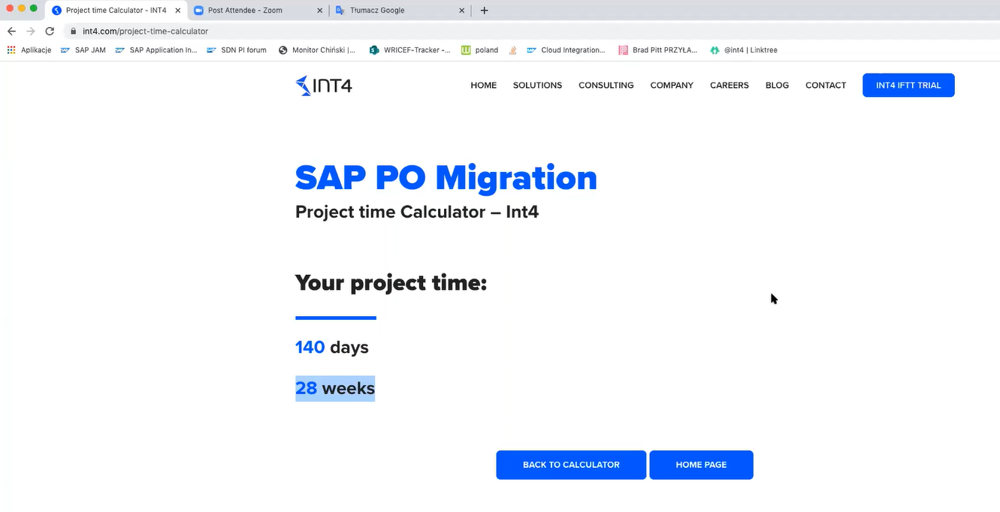 Project time Calculator - INT4
Post Attendee - Zoom
Tłumacz Google
int4.com/project-time-calculator
Aplikacje
SAP JAM
SAP Application In...
SDN PI forum
Monitor Chiński |...
WRICEF-Tracker -...
poland
Cloud Integration...
Brad Pitt PRZYŁA...
@int4 | Linktree
INT4
HOME
SOLUTIONS
CONSULTING
COMPANY
CAREERS
BLOG
CONTACT
INT4 IFTT TRIAL
SAP PO Migration
Project time Calculator – Int4
Your project time:
140 days
28 weeks
BACK TO CALCULATOR
HOME PAGE